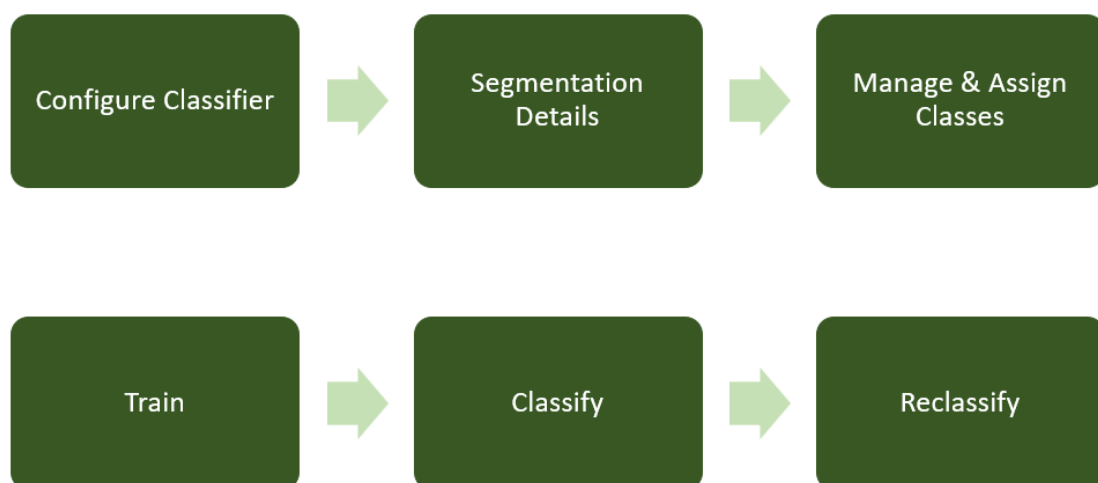 Configure Classifier
Segmentation
Details
Manage & Assign
Classes
Train
Classify
Reclassify